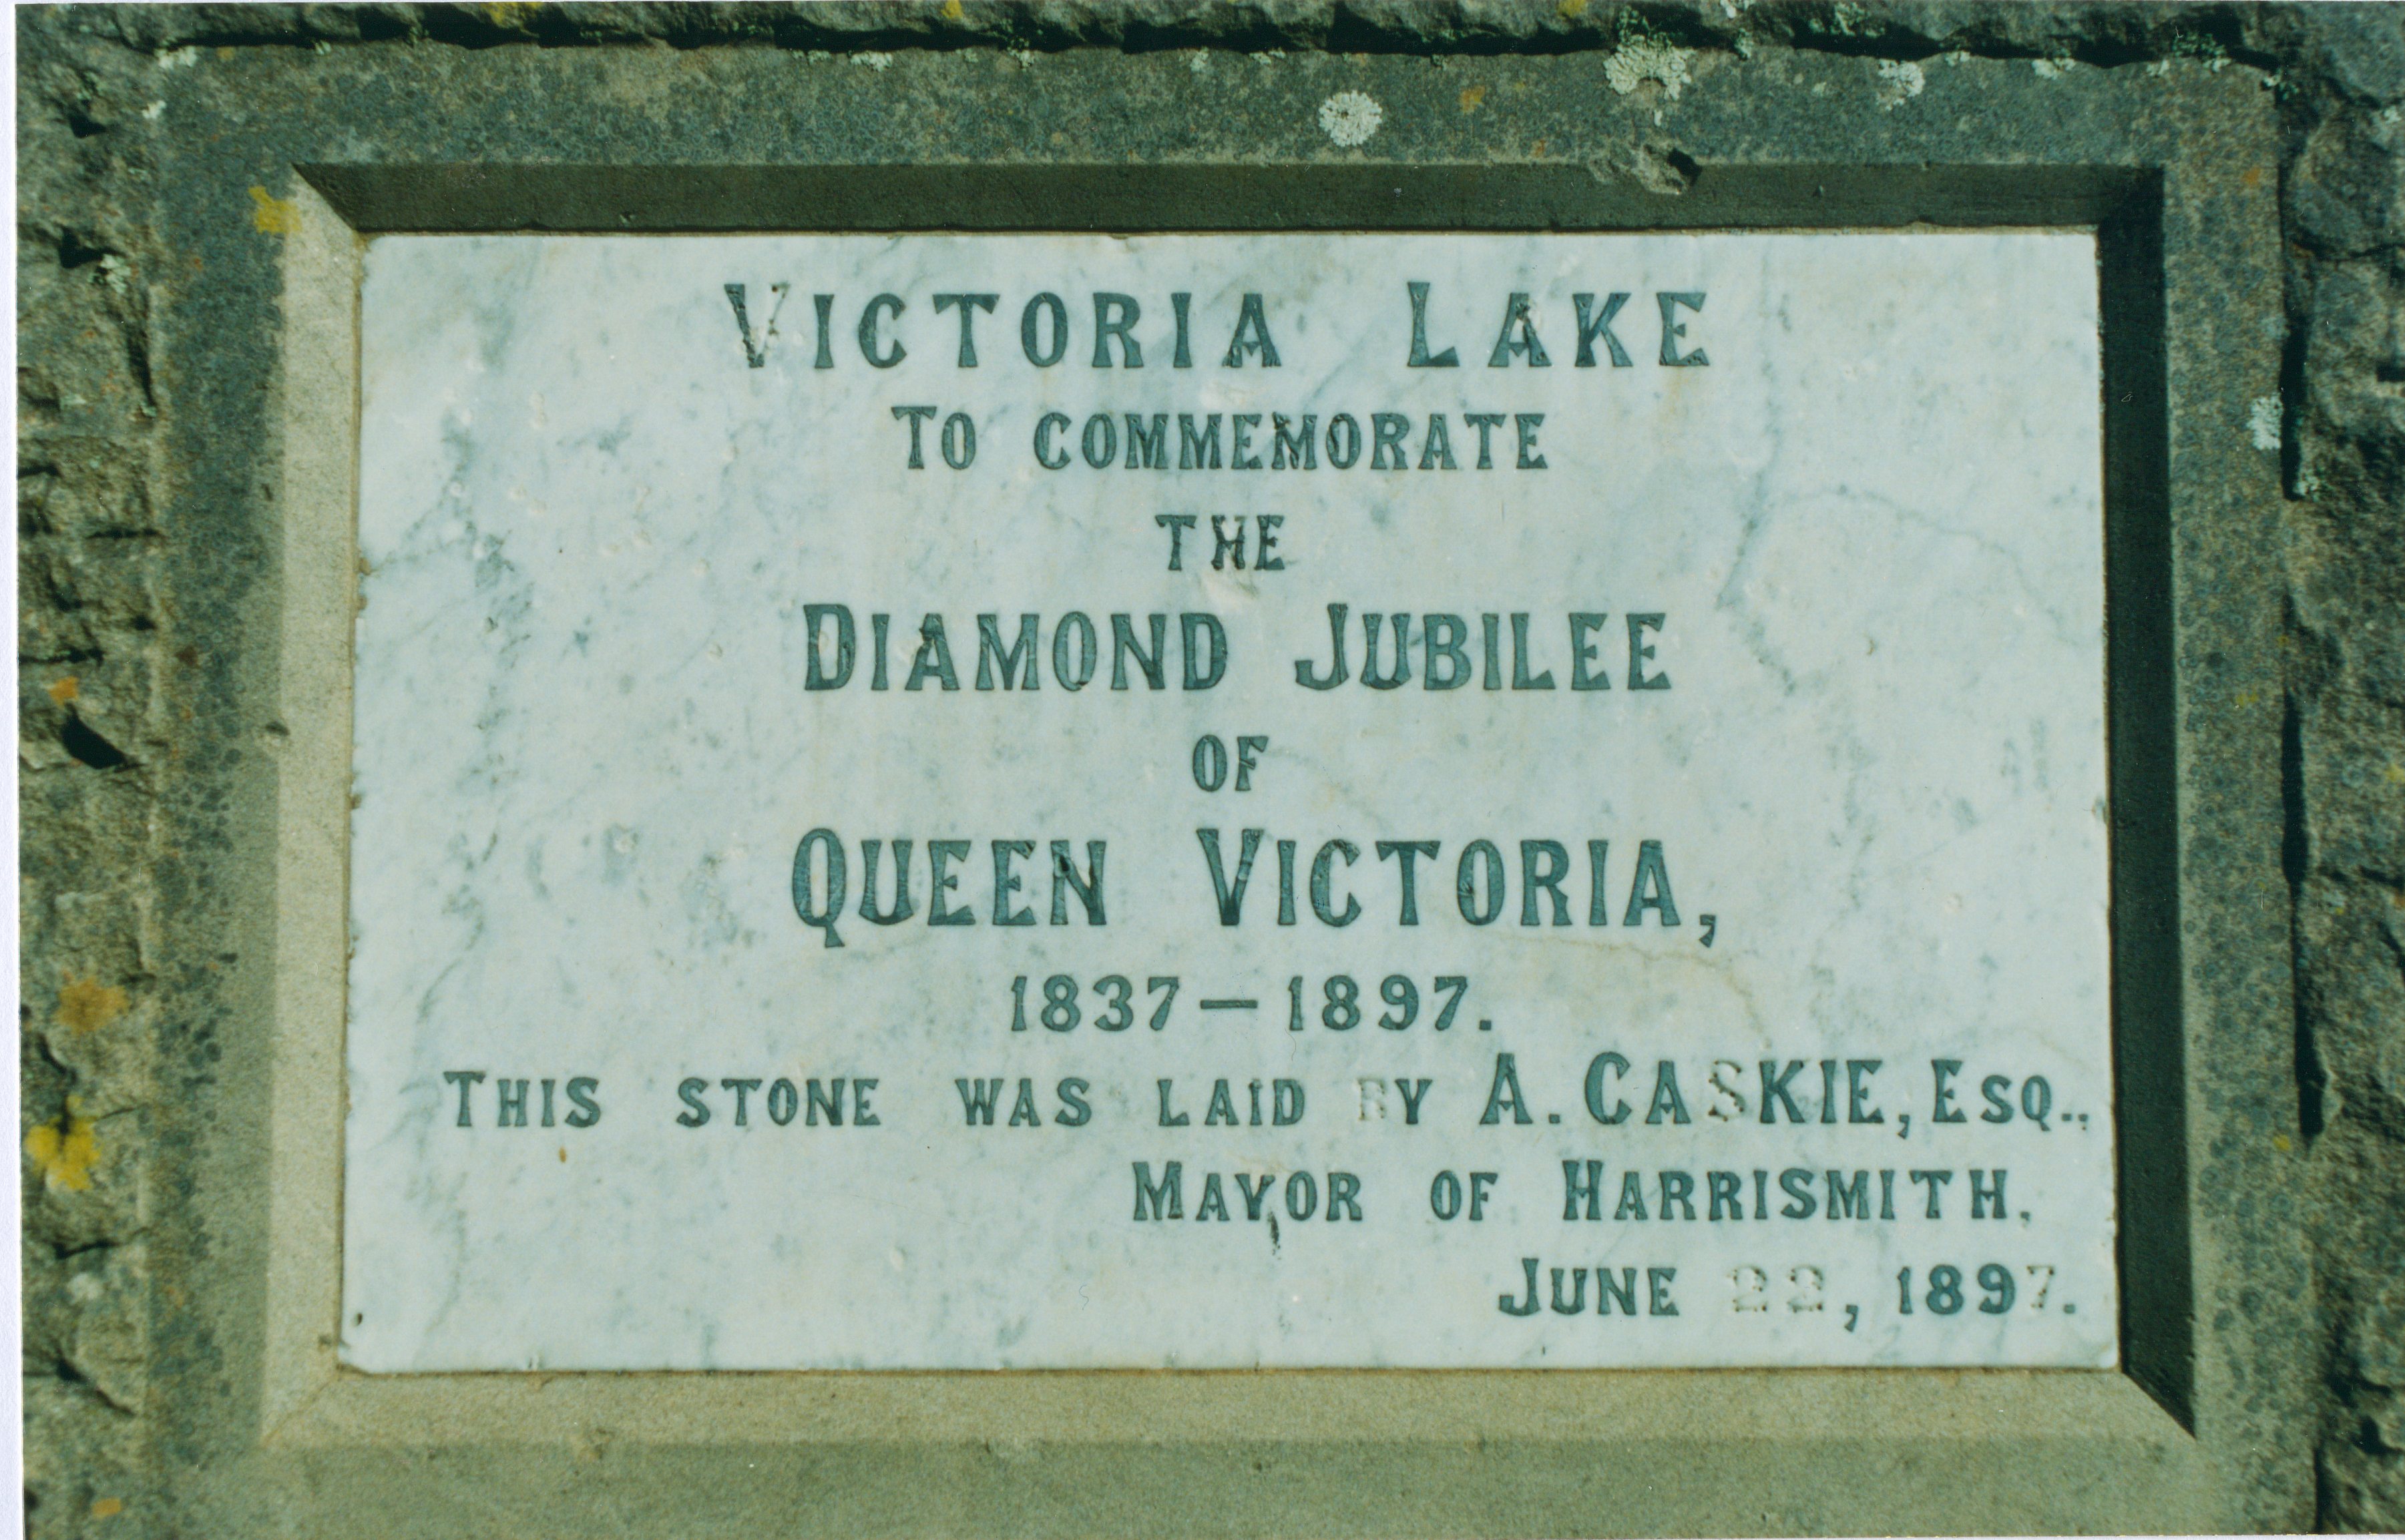 VICTORIA LAKE
TO COMMEMORATE
THE
DIAMOND JUBILEE
OF
QUEEN VICTORIA,
1837—1897.
THIS STONE WAS LAID BY A. CASKIE, ESQ.,
MAYOR OF HARRISMITH.
JUNE 22, 1897.